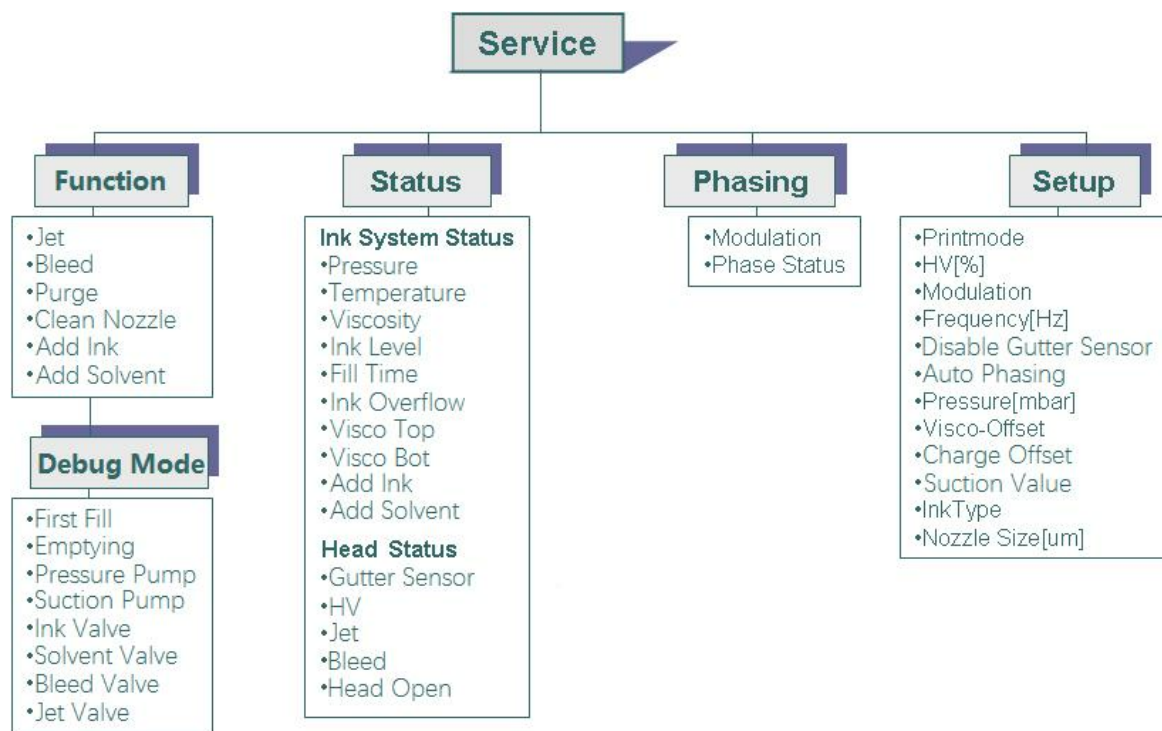 Service
Function
•Jet
•Bleed
•Purge
•Clean Nozzle
•Add Ink
•Add Solvent
Debug Mode
•First Fill
•Emptying
•Pressure Pump
•Suction Pump
•Ink Valve
•Solvent Valve
•Bleed Valve
•Jet Valve
Status
Ink System Status
•Pressure
•Temperature
•Viscosity
•Ink Level
•Fill Time
•Ink Overflow
•Visco Top
•Visco Bot
•Add Ink
•Add Solvent
Head Status
•Gutter Sensor
•HV
•Jet
•Bleed
•Head Open
Phasing
•Modulation
•Phase Status
Setup
•Printmode
•HV[%]
•Modulation
•Frequency[Hz]
•Disable Gutter Sensor
•Auto Phasing
•Pressure[mbar]
•Visco-Offset
•Charge Offset
•Suction Value
•InkType
•Nozzle Size[um]